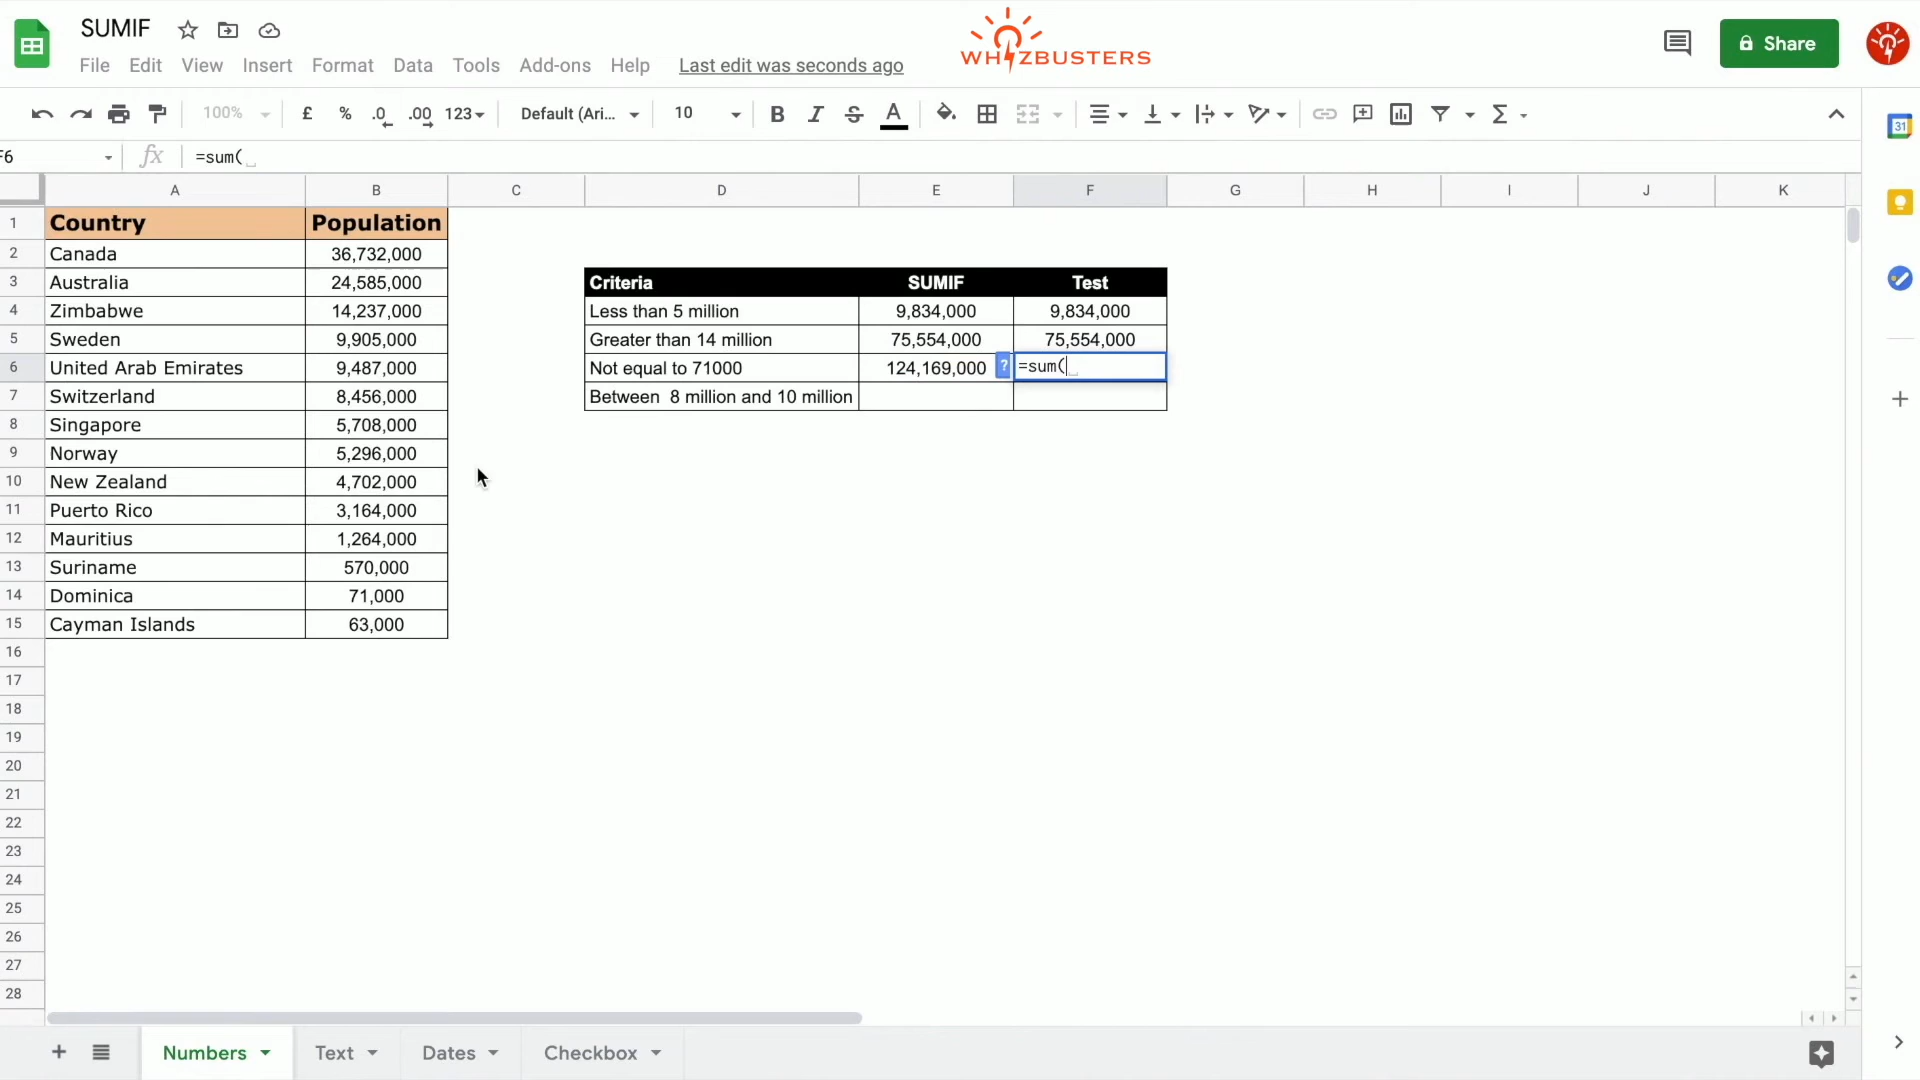 SUMIF
WHIZBUSTERS
Share
File Edit View Insert Format Data Tools Add-ons Help Last edit was seconds ago
100% £ % .0 .00 123 Default (Ari... 10 B I S A Σ
31
F6 fx =sum(
A B C D E F G H I J K
1 Country Population
2 Canada 36,732,000
3 Australia 24,585,000 Criteria SUMIF Test
4 Zimbabwe 14,237,000 Less than 5 million 9,834,000 9,834,000
5 Sweden 9,905,000 Greater than 14 million 75,554,000 75,554,000
6 United Arab Emirates 9,487,000 Not equal to 71000 124,169,000 ? =sum(
7 Switzerland 8,456,000 Between 8 million and 10 million
8 Singapore 5,708,000
9 Norway 5,296,000
10 New Zealand 4,702,000
11 Puerto Rico 3,164,000
12 Mauritius 1,264,000
13 Suriname 570,000
14 Dominica 71,000
15 Cayman Islands 63,000
16
17
18
19
20
21
22
23
24
25
26
27
28
Numbers Text Dates Checkbox